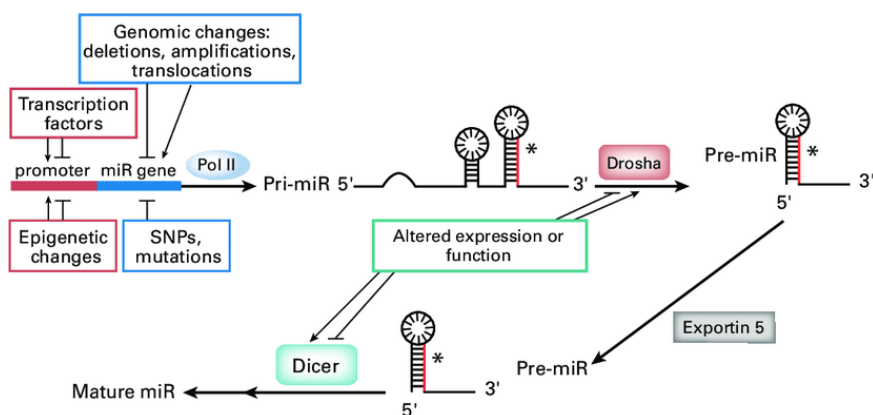 Genomic changes:
deletions, amplifications,
translocations
Transcription
factors
promoter
miR gene
Pol II
Epigenetic
changes
SNPs,
mutations
Pri-miR
5'
*
3'
Drosha
Pre-miR
*
3'
5'
Altered expression or
function
Exportin 5
Pre-miR
*
3'
5'
Dicer
Mature miR